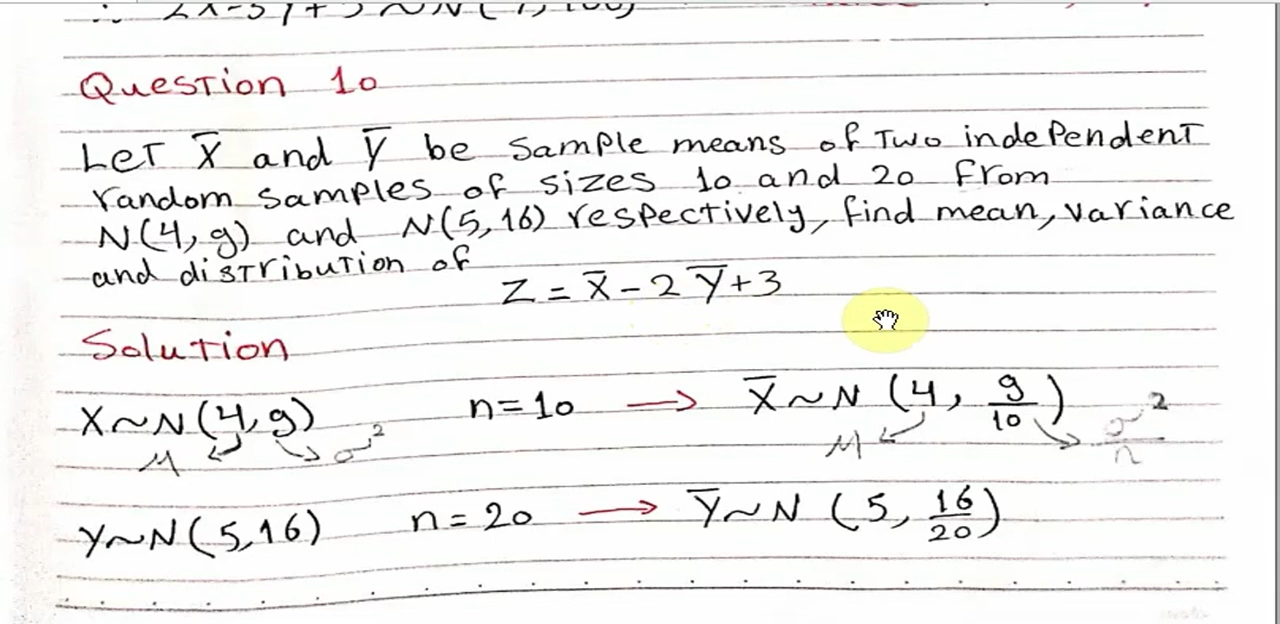 Question 10
Let X̅ and Y̅ be sample means of Two independent
random samples of sizes 10 and 20 from
N(4,9) and N(5,16) respectively, find mean, variance
and distribution of
Z = X̅ - 2Y̅ + 3
Solution
X~N(4,9) n=10 → X̅~N (4, 9/10)
M σ² M σ²/n
Y~N(5,16) n=20 → Y̅~N (5, 16/20)